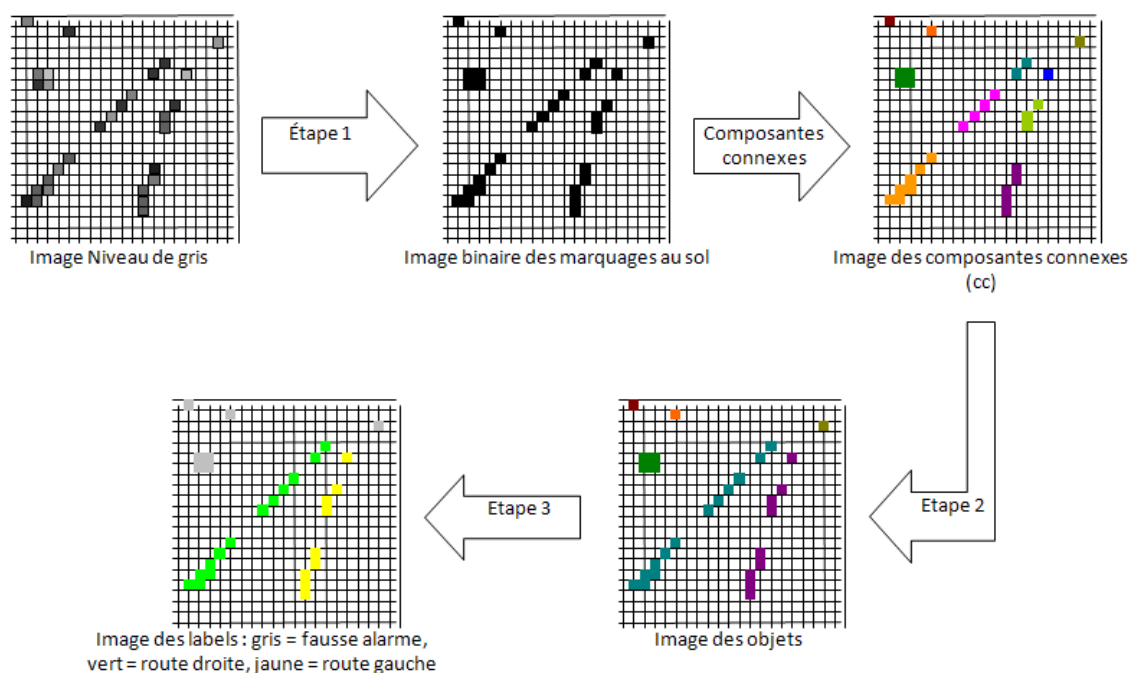 Étape 1
Composantes
connexes
Image Niveau de gris
Image binaire des marquages au sol
Image des composantes connexes
(cc)
Etape 2
Etape 3
Image des labels : gris = fausse alarme,
vert = route droite, jaune = route gauche
Image des objets